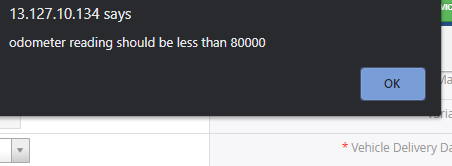 13.127.10.134 says
odometer reading should be less than 80000
OK
* Vehicle Delivery Da